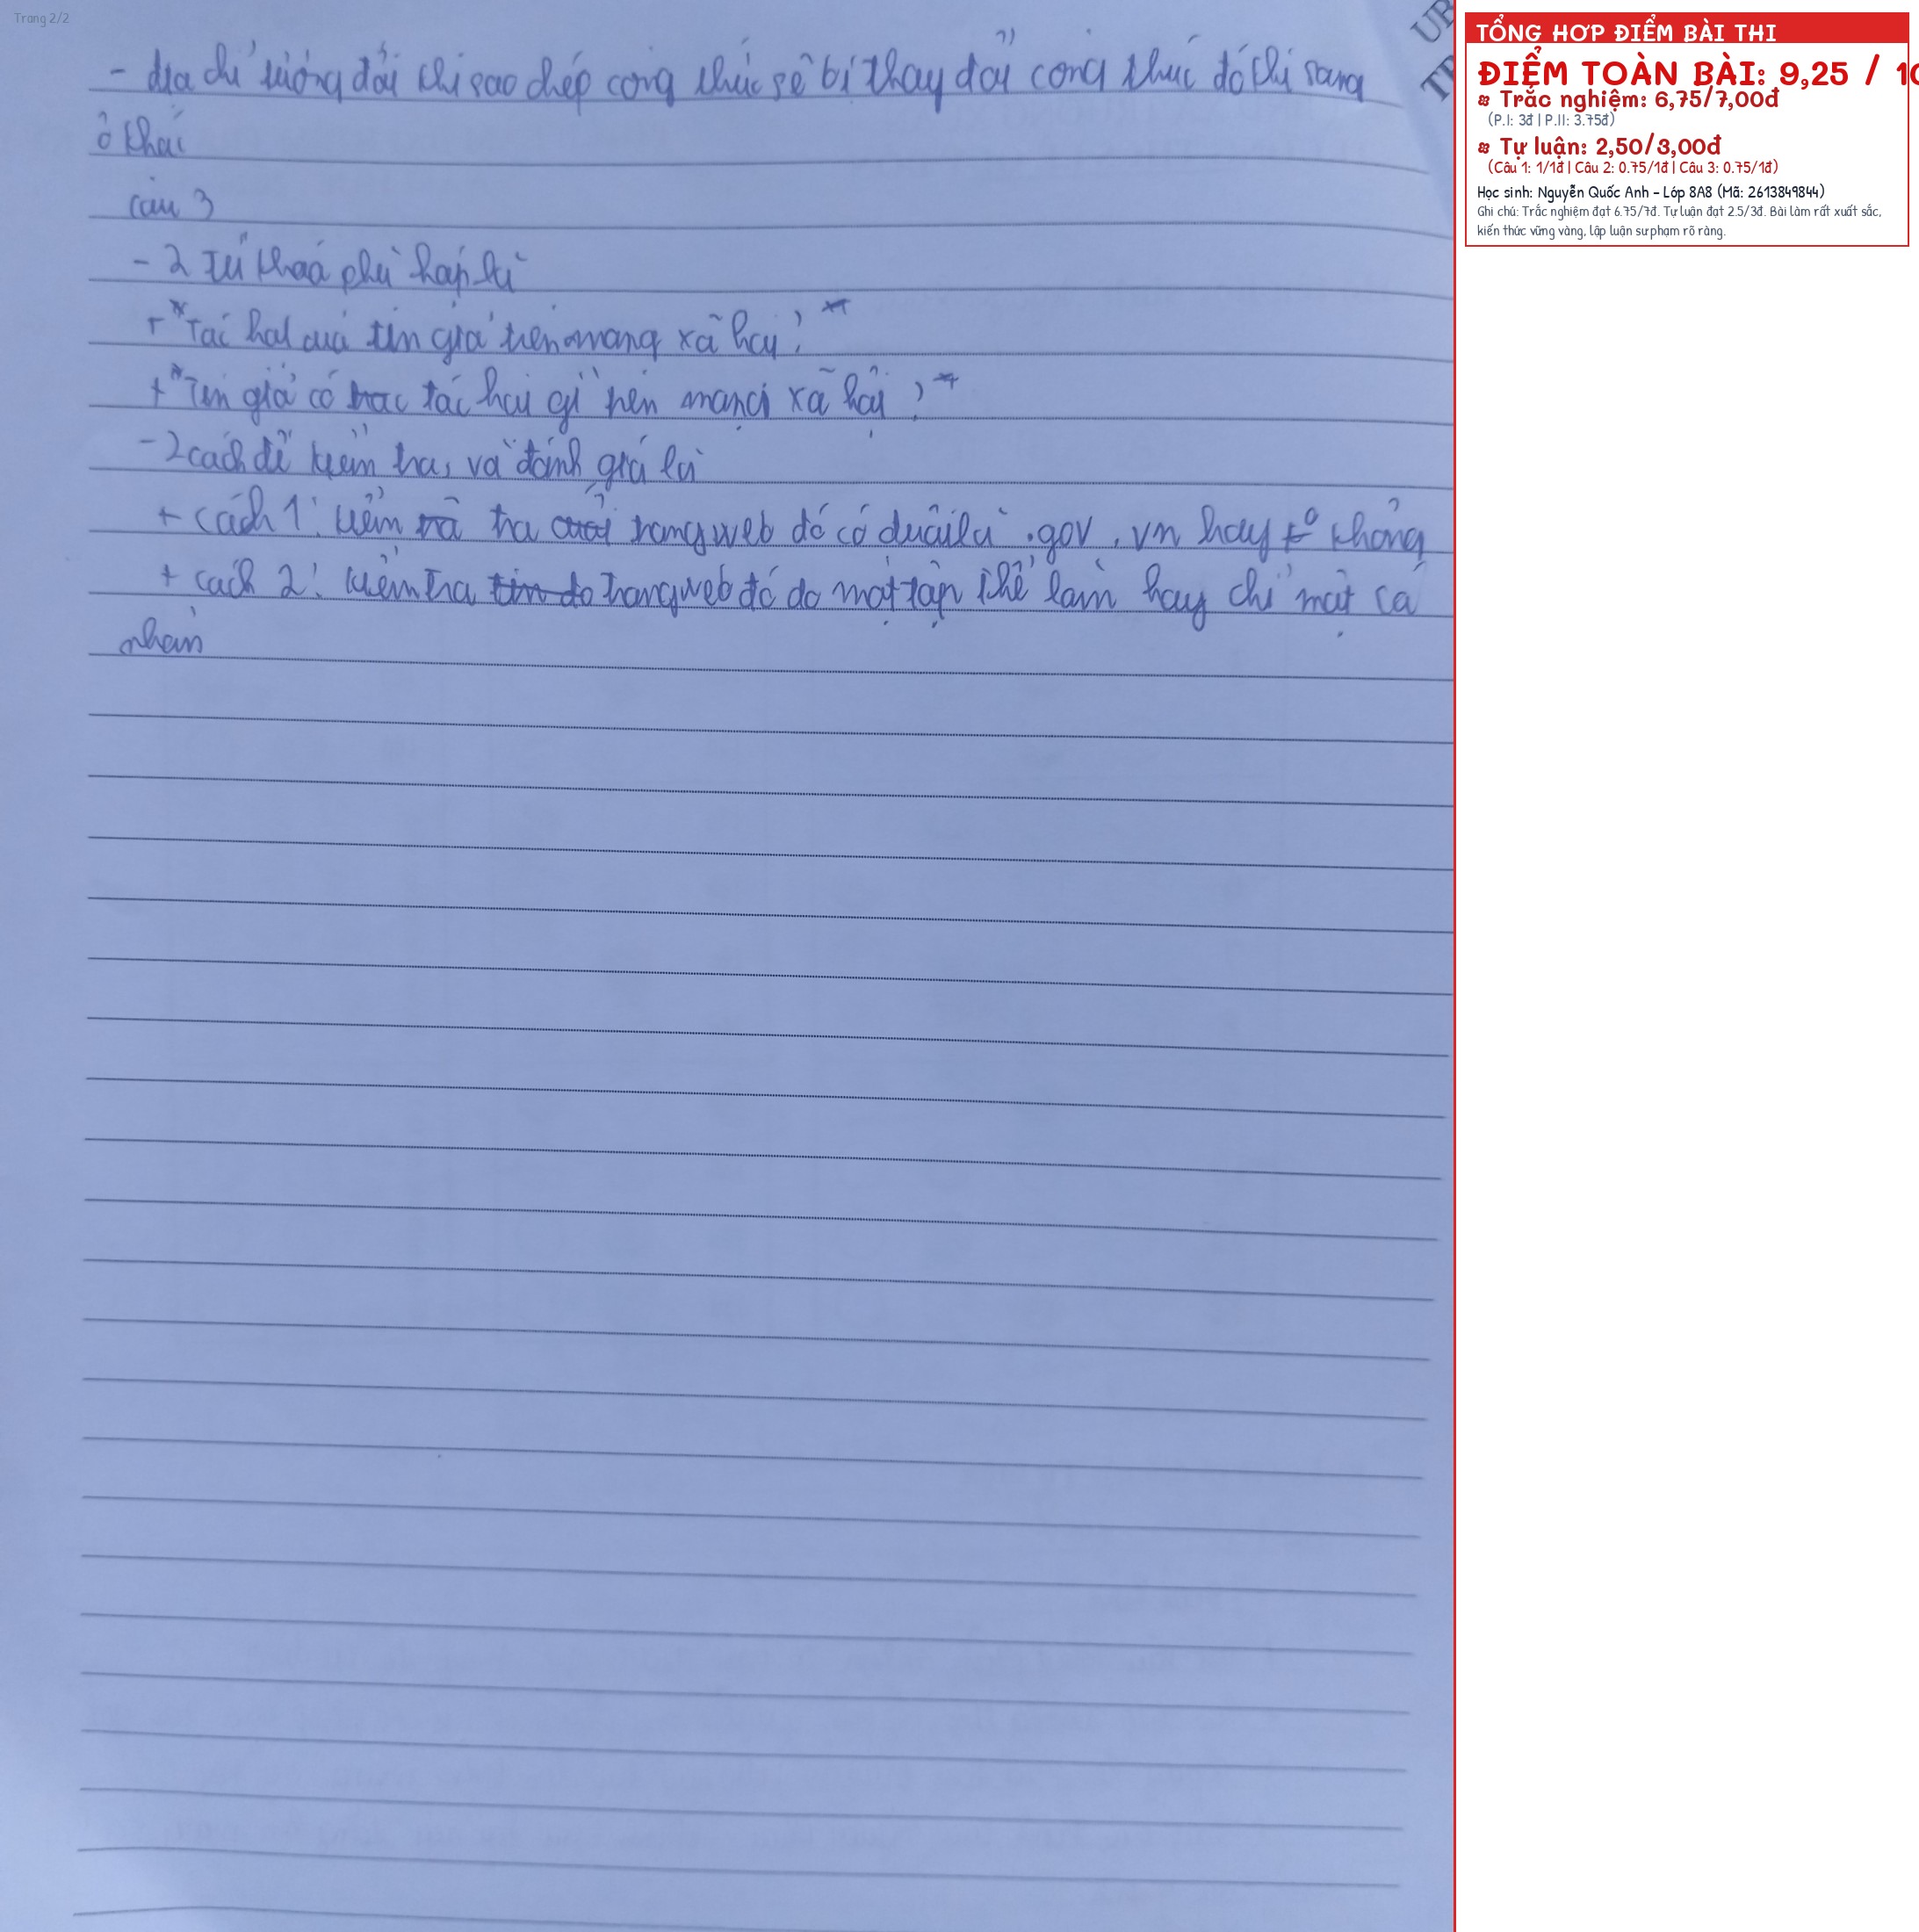 Trang 2/2
- địa chỉ tương đối khi sao chép công thức sẽ bị thay đổi công thức đó khi sang
ô khác
câu 3
- 2 từ khoá phù hợp là
+ "Tác hại của tin giả trên mạng xã hội?"
+ "Tin giả có tác hại gì trên mạng xã hội?"
- 2 cách để kiểm tra, và đánh giá là
+ cách 1: kiểm tra trang web đó có đuôi là .gov.vn hay không
+ cách 2: kiểm tra trang web đó do một tập thể làm hay chỉ một cá
nhân
TỔNG HỢP ĐIỂM BÀI THI
ĐIỂM TOÀN BÀI: 9,25 / 10
Trắc nghiệm: 6,75/7,00đ
(P.I: 3đ | P.II: 3.75đ)
Tự luận: 2,50/3,00đ
(Câu 1: 1/1đ | Câu 2: 0.75/1đ | Câu 3: 0.75/1đ)
Học sinh: Nguyễn Quốc Anh - Lớp 8A8 (Mã: 2613849844)
Ghi chú: Trắc nghiệm đạt 6.75/7đ. Tự luận đạt 2.5/3đ. Bài làm rất xuất sắc,
kiến thức vững vàng, lập luận sư phạm rõ ràng.